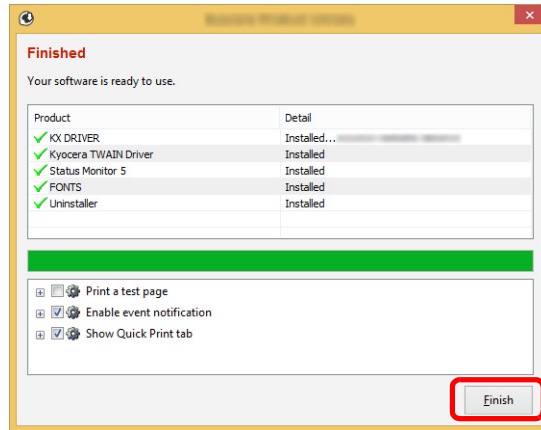 Finished
Your software is ready to use.
Product Detail
KX DRIVER Installed...
Kyocera TWAIN Driver Installed
Status Monitor 5 Installed
FONTS Installed
Uninstaller Installed
Print a test page
Enable event notification
Show Quick Print tab
Finish